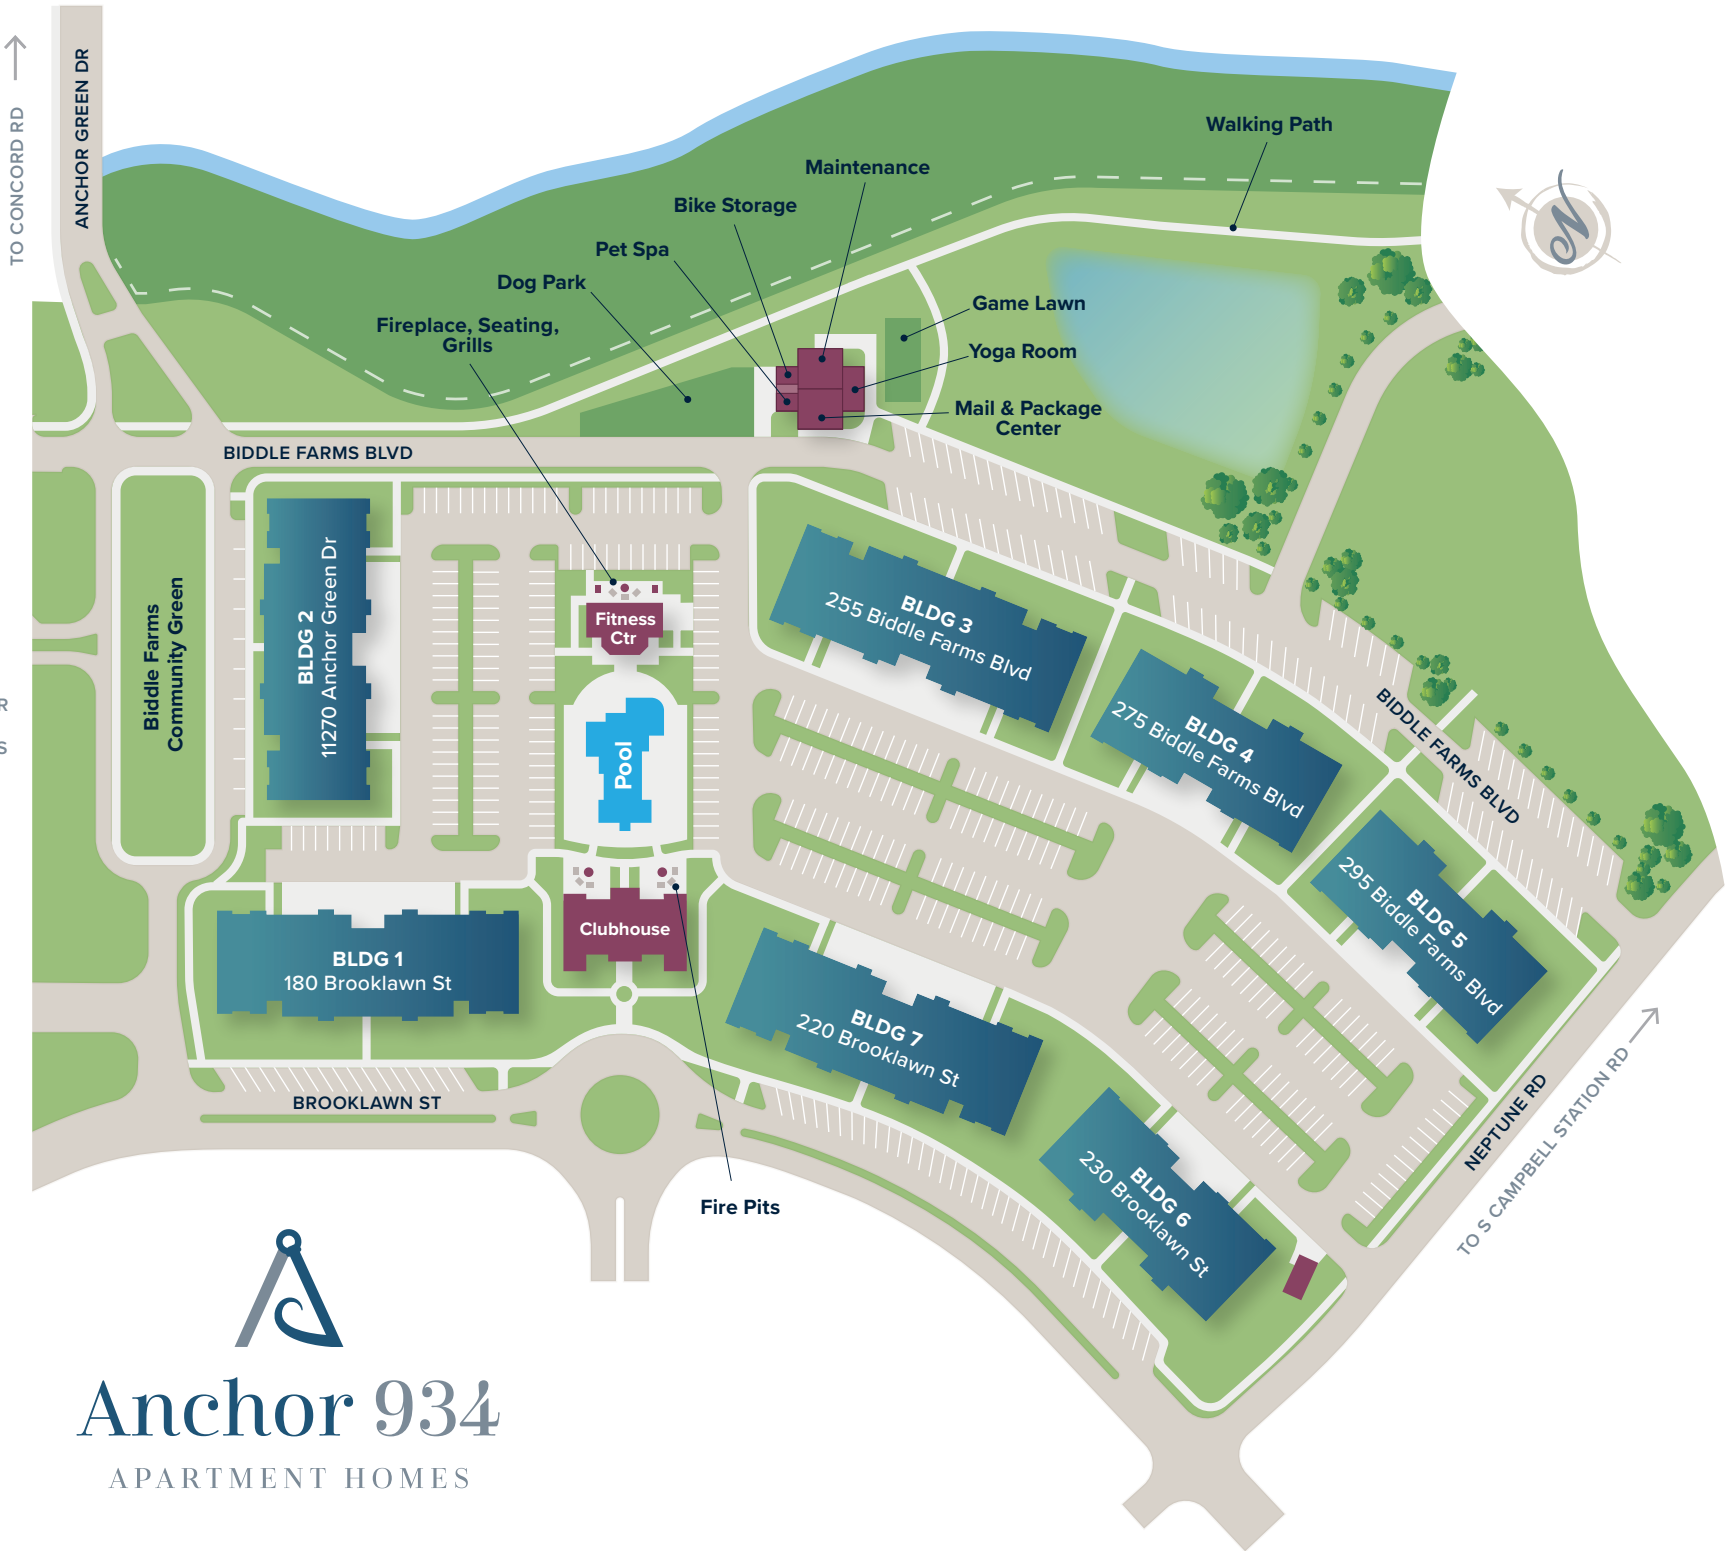 TO CONCORD RD
ANCHOR GREEN DR
Walking Path
Maintenance
Bike Storage
Pet Spa
Dog Park
Fireplace, Seating,
Grills
Game Lawn
Yoga Room
Mail & Package
Center
N
BIDDLE FARMS BLVD
Biddle Farms
Community Green
BLDG 2
11270 Anchor Green Dr
Fitness
Ctr
Pool
BLDG 3
255 Biddle Farms Blvd
BLDG 4
275 Biddle Farms Blvd
BIDDLE FARMS BLVD
BLDG 5
295 Biddle Farms Blvd
R
S
Clubhouse
BLDG 1
180 Brooklawn St
BLDG 7
220 Brooklawn St
BLDG 6
230 Brooklawn St
NEPTUNE RD
TO S CAMPBELL STATION RD
BROOKLAWN ST
Fire Pits
Anchor 934
APARTMENT HOMES